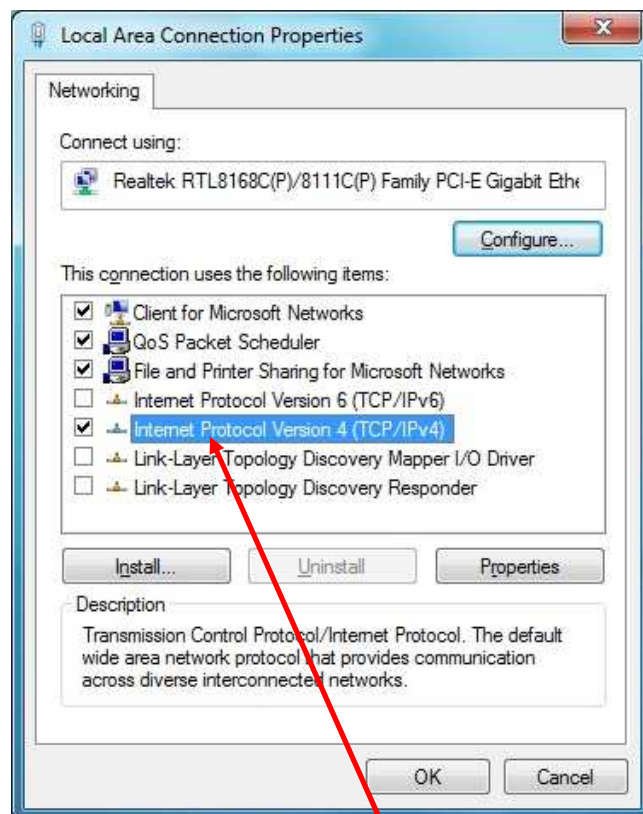 Local Area Connection Properties
Networking
Connect using:
Realtek RTL8168C(P)/8111C(P) Family PCI-E Gigabit Ethe
Configure...
This connection uses the following items:
Client for Microsoft Networks
QoS Packet Scheduler
File and Printer Sharing for Microsoft Networks
Internet Protocol Version 6 (TCP/IPv6)
Internet Protocol Version 4 (TCP/IPv4)
Link-Layer Topology Discovery Mapper I/O Driver
Link-Layer Topology Discovery Responder
Install... Uninstall Properties
Description
Transmission Control Protocol/Internet Protocol. The default
wide area network protocol that provides communication
across diverse interconnected networks.
OK Cancel